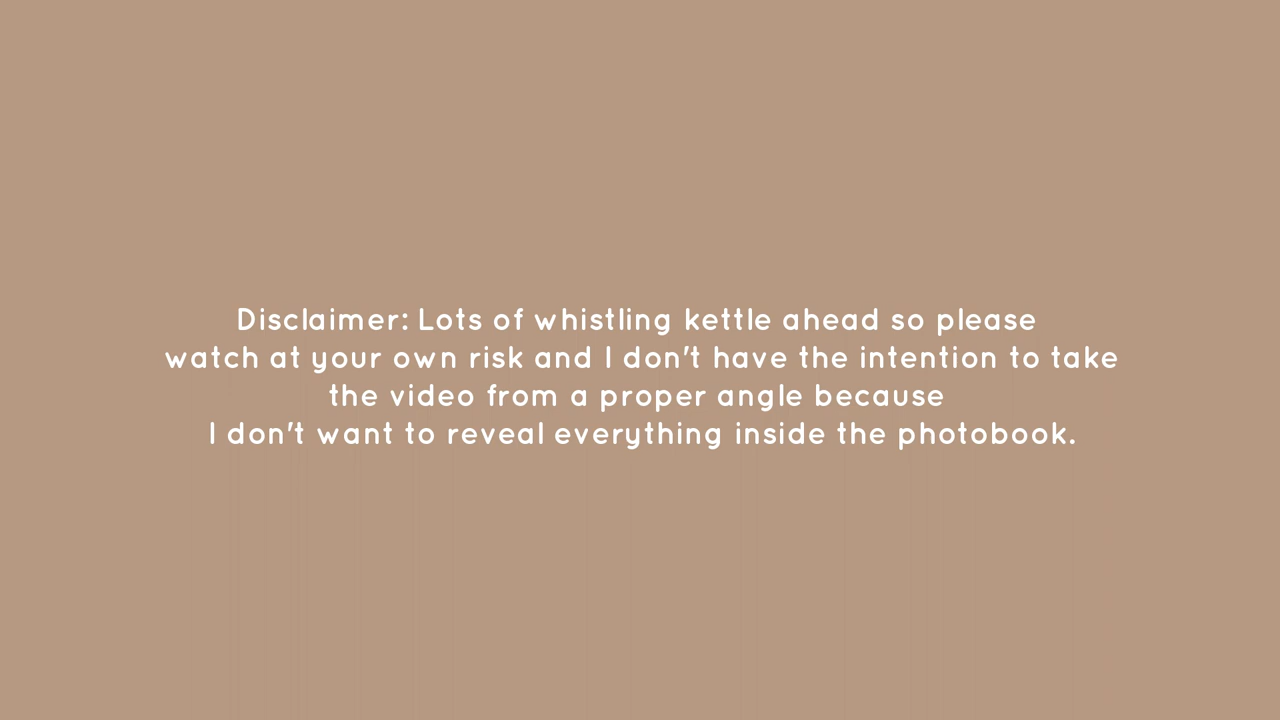 Disclaimer: Lots of whistling kettle ahead so please
watch at your own risk and I don't have the intention to take
the video from a proper angle because
I don't want to reveal everything inside the photobook.